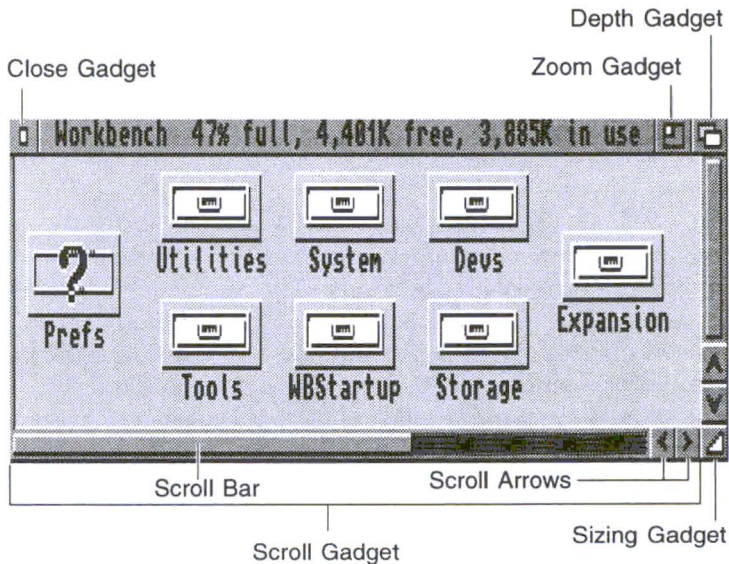 Depth Gadget
Close Gadget
Zoom Gadget
Workbench 47% full, 4,401K free, 3,885K in use
Utilities
System
Devs
Prefs
Expansion
Tools
WBStartup
Storage
Scroll Bar
Scroll Arrows
Sizing Gadget
Scroll Gadget